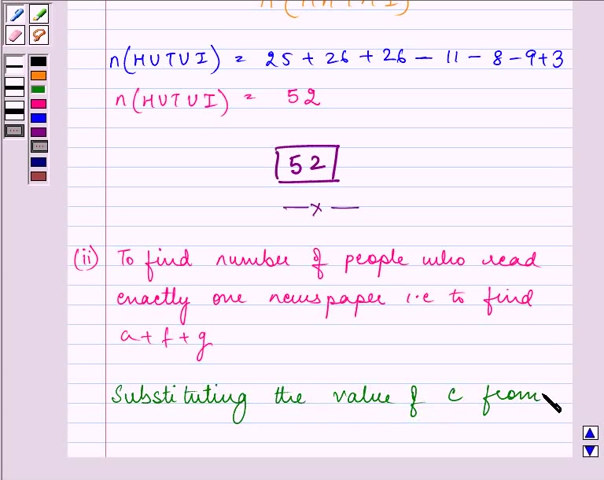 n(H∩T∩I)
n(HUTUI) = 25 + 26 + 26 - 11 - 8 - 9 + 3
n(HUTUI) = 52
52
—x—
(ii) To find number of people who read
enactly one newspaper i.e to find
a + f + g
Substituting the value of c from